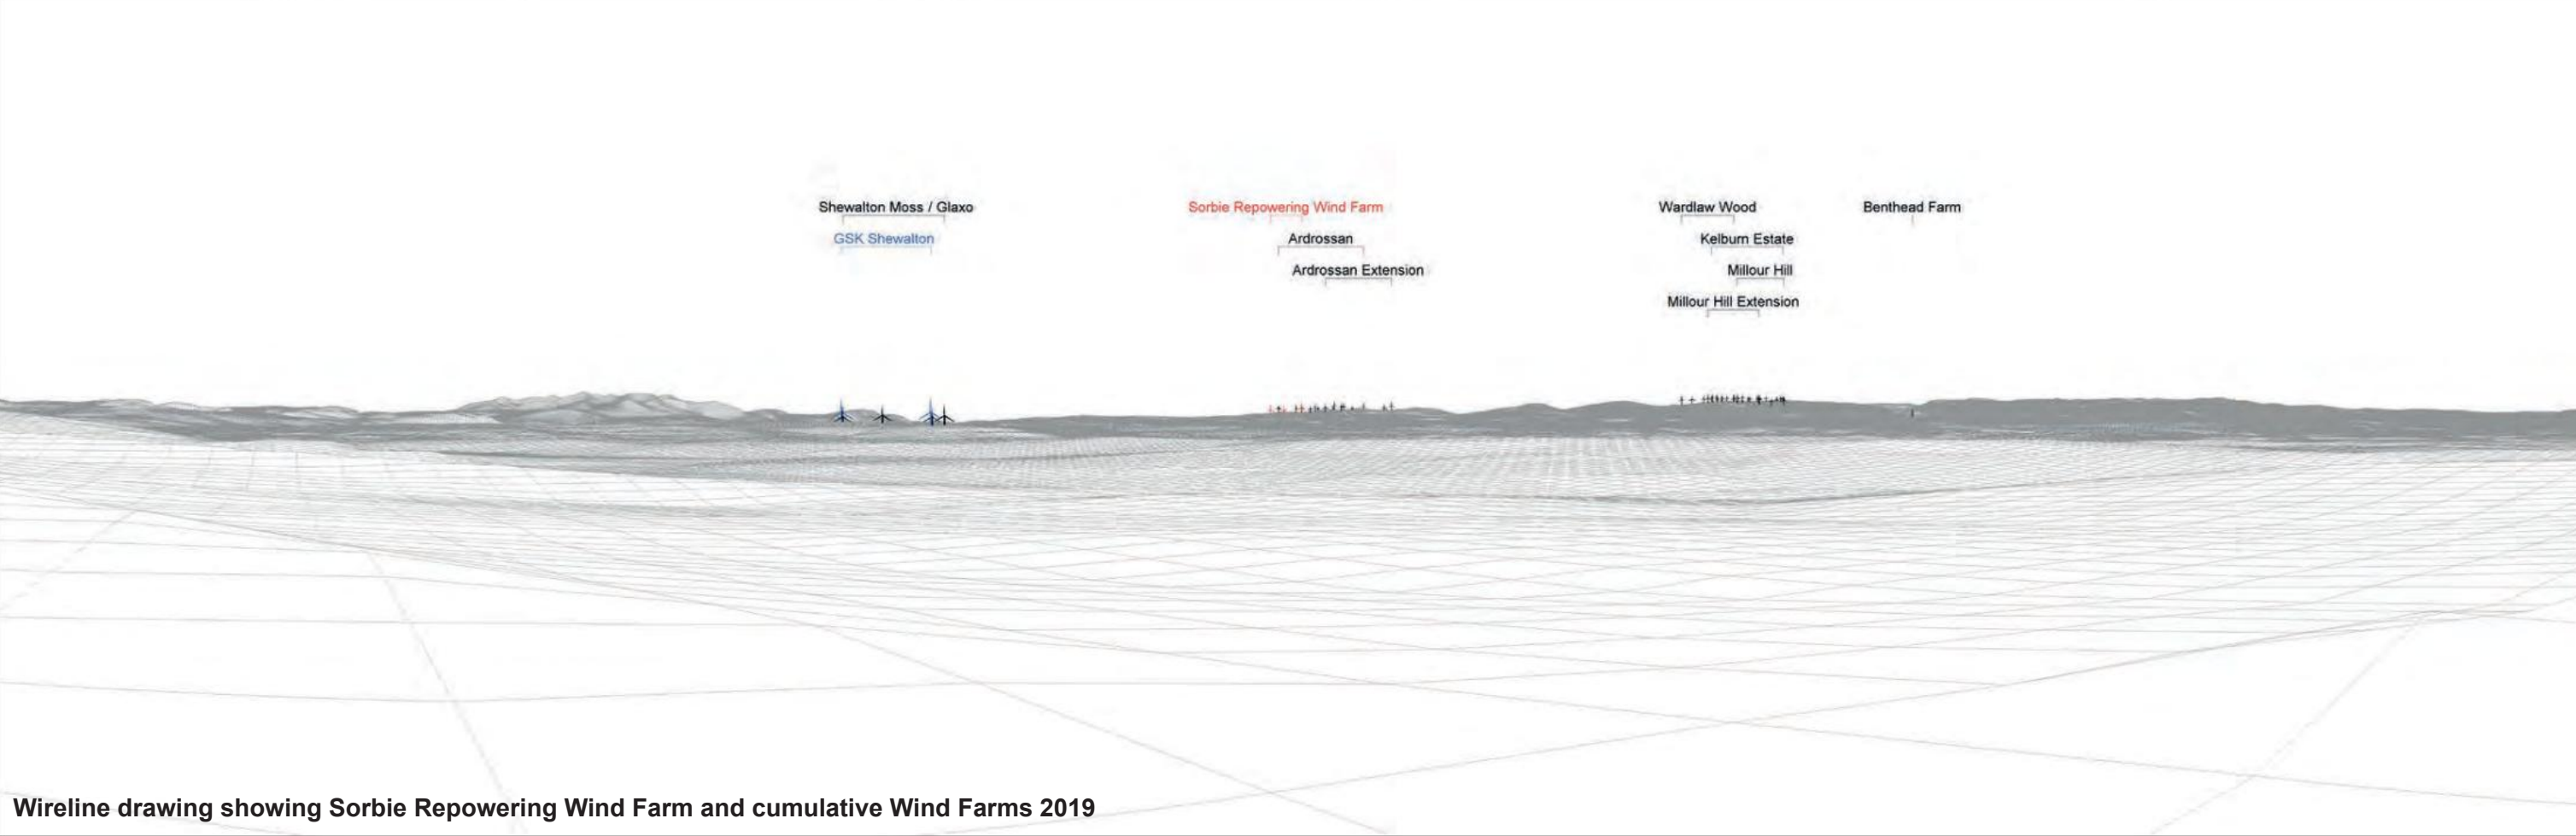 Shewalton Moss / Glaxo
GSK Shewalton
Sorbie Repowering Wind Farm
Ardrossan
Ardrossan Extension
Wardlaw Wood
Kelburn Estate
Millour Hill
Millour Hill Extension
Benthead Farm
Wireline drawing showing Sorbie Repowering Wind Farm and cumulative Wind Farms 2019